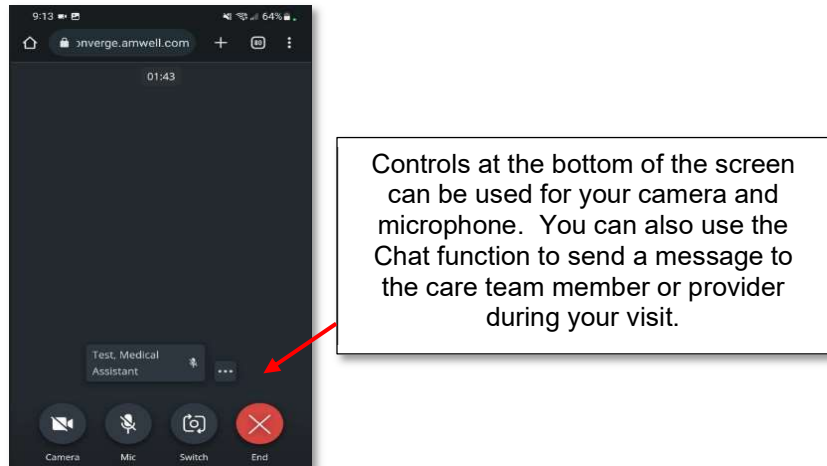 9:13
64%
onverge.amwell.com
80
01:43
Test, Medical
Assistant
Camera Mic Switch End
Controls at the bottom of the screen
can be used for your camera and
microphone. You can also use the
Chat function to send a message to
the care team member or provider
during your visit.